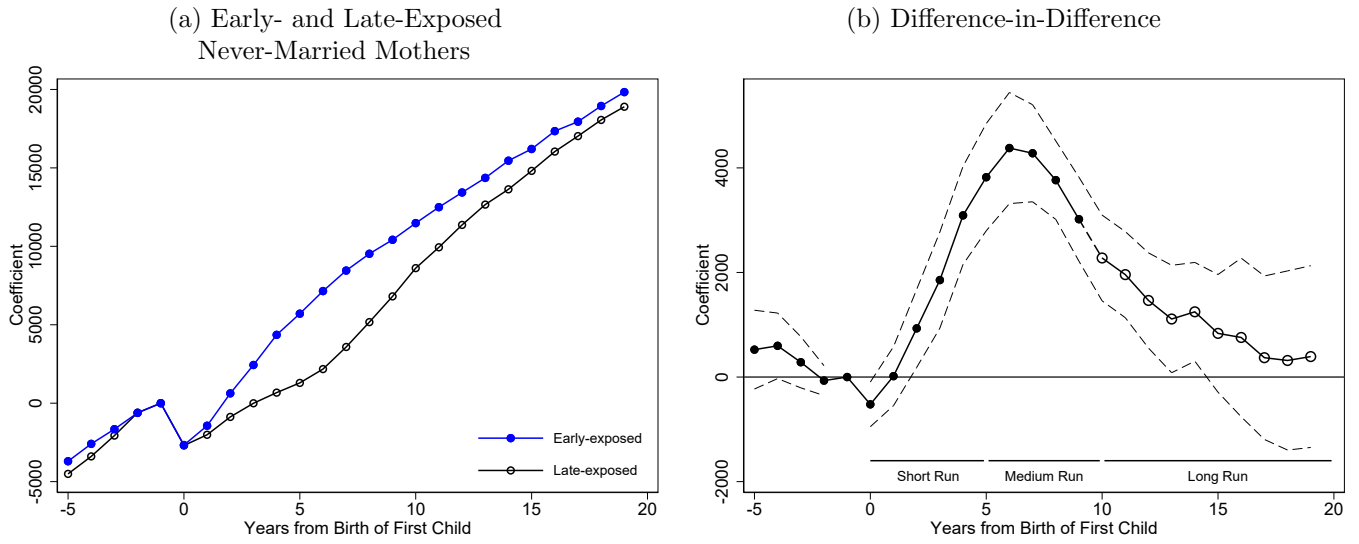 (a) Early- and Late-Exposed
Never-Married Mothers
Coefficient
20000
15000
10000
5000
0
-5000
Early-exposed
Late-exposed
-5 0 5 10 15 20
Years from Birth of First Child
(b) Difference-in-Difference
Coefficient
4000
2000
0
-2000
Short Run Medium Run Long Run
-5 0 5 10 15 20
Years from Birth of First Child